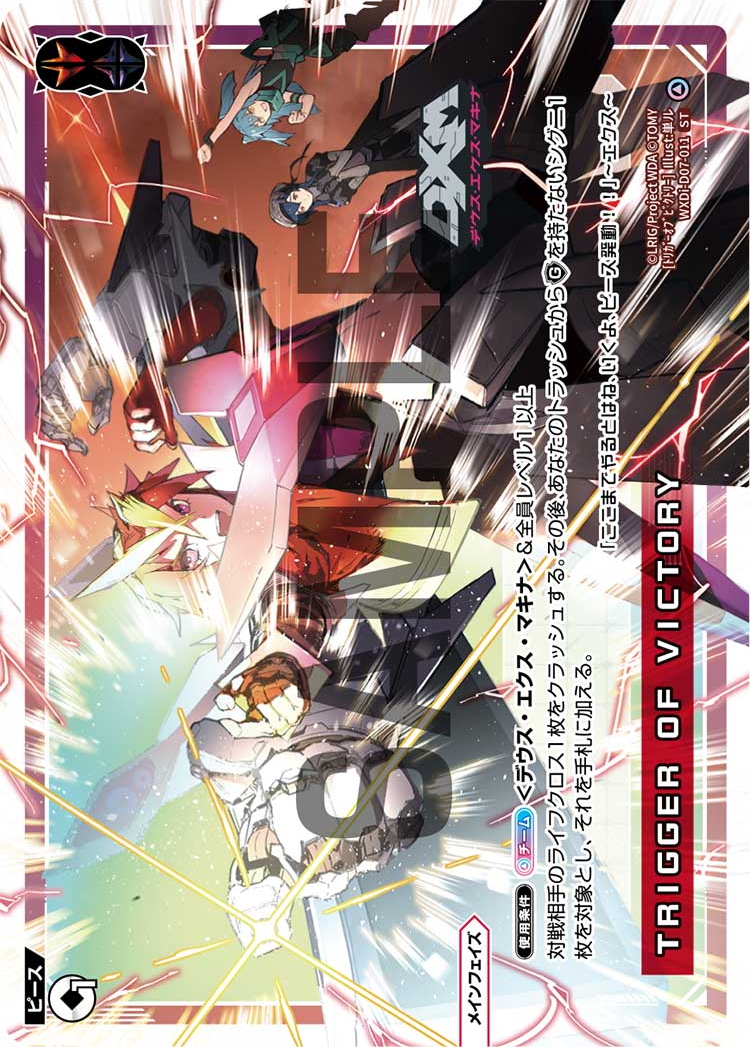 ピース
1
SAMPLE
DXM
デウス・エクス・マキナ
メインフェイズ
使用条件 チーム <デウス・エクス・マキナ>&全員レベル1以上
対戦相手のライフクロス1枚をクラッシュする。その後、あなたのトラッシュからGを持たないシグニ1
枚を対象とし、それを手札に加える。
「ここまでやるとはね、いくよ、ピース発動！！」～エクス～
TRIGGER OF VICTORY
©LRIG/ProjectWDA ©TOMY
[トリガーオブビクトリー] Illust:単ル
WXDi-D07-011 ST